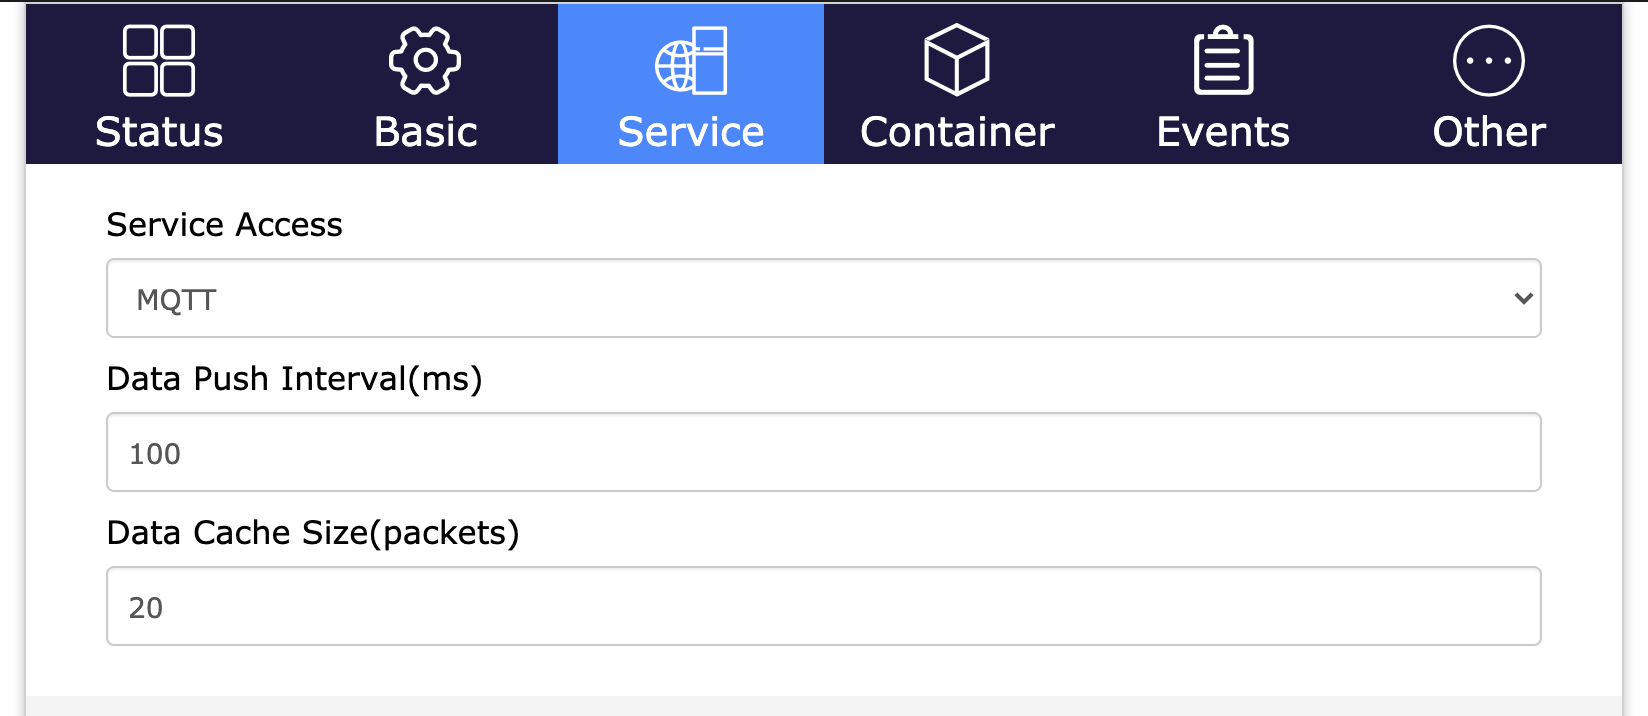 Status Basic Service Container Events Other
Service Access
MQTT
Data Push Interval(ms)
100
Data Cache Size(packets)
20